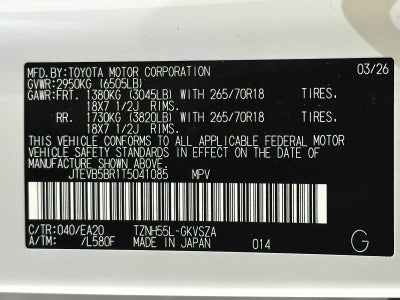 MFD.BY:TOYOTA MOTOR CORPORATION 03/26
GVWR:2950KG (6505LB)
GAWR:FRT. 1380KG (3045LB) WITH 265/70R18 TIRES.
18X7 1/2J RIMS.
RR. 1730KG (3820LB) WITH 265/70R18 TIRES.
18X7 1/2J RIMS.
THIS VEHICLE CONFORMS TO ALL APPLICABLE FEDERAL MOTOR
VEHICLE SAFETY STANDARDS IN EFFECT ON THE DATE OF
MANUFACTURE SHOWN ABOVE.
JTEVB5BR1T5041085 MPV
C/TR:040/EA20 TZNH55L-GKVSZA
A/TM: /L580F MADE IN JAPAN 014 G